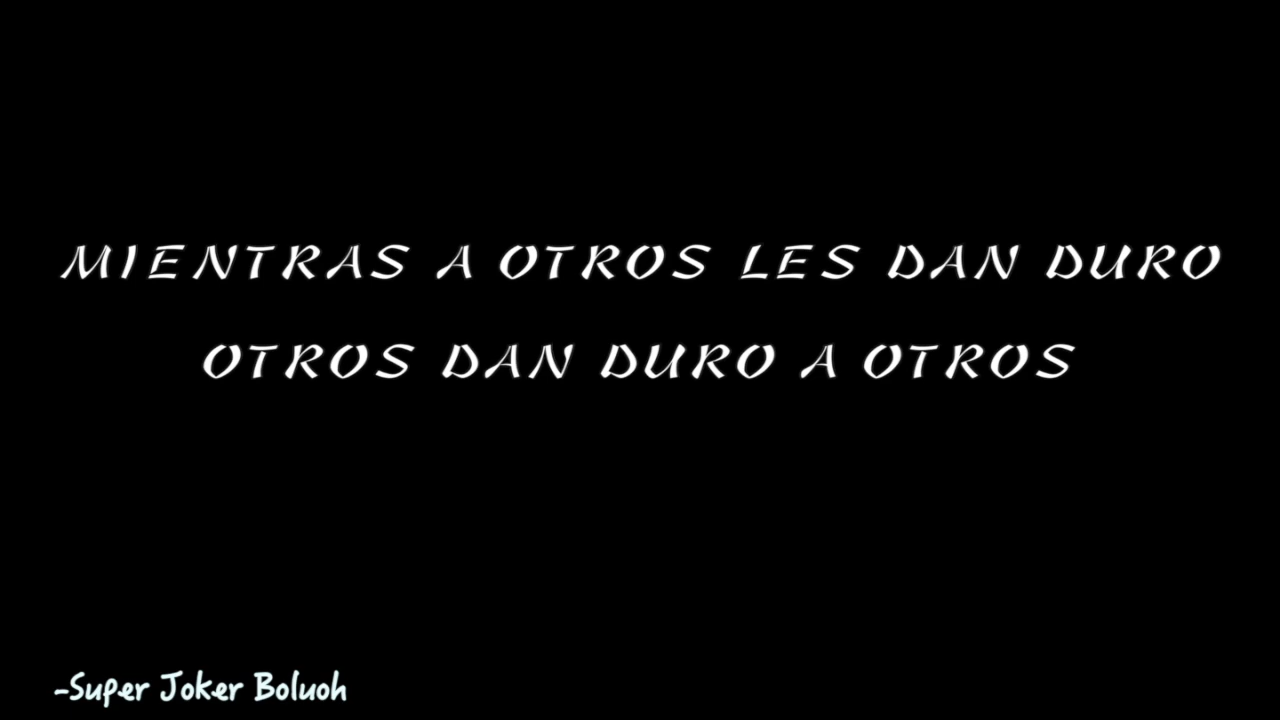 MIENTRAS A OTROS LES DAN DURO
OTROS DAN DURO A OTROS
-Super Joker Boluoh